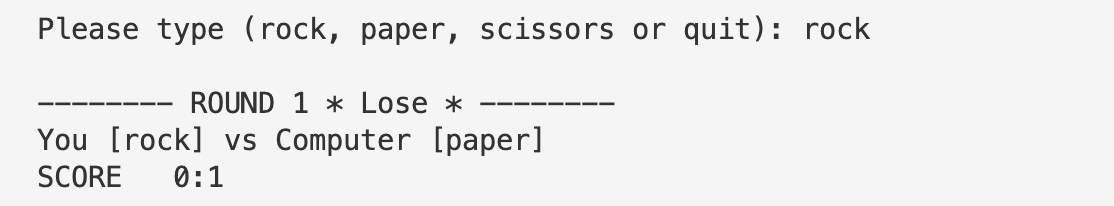 Please type (rock, paper, scissors or quit): rock
-------- ROUND 1 * Lose * --------
You [rock] vs Computer [paper]
SCORE   0:1